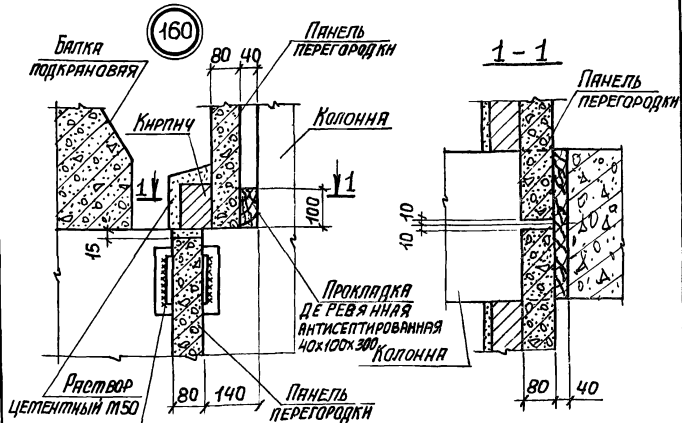 160
БАЛКА
ПОДКРАНОВАЯ
80 40
ПАНЕЛЬ
ПЕРЕГОРОДКИ
1-1
ПАНЕЛЬ
ПЕРЕГОРОДКИ
КИРПИЧ
КОЛОННА
1
1
100
15
10
10
ПРОКЛАДКА
ДЕРЕВЯННАЯ
АНТИСЕПТИРОВАННАЯ
40х100х300
КОЛОННА
РАСТВОР
ЦЕМЕНТНЫЙ М50
80 140
ПАНЕЛЬ
ПЕРЕГОРОДКИ
80 40